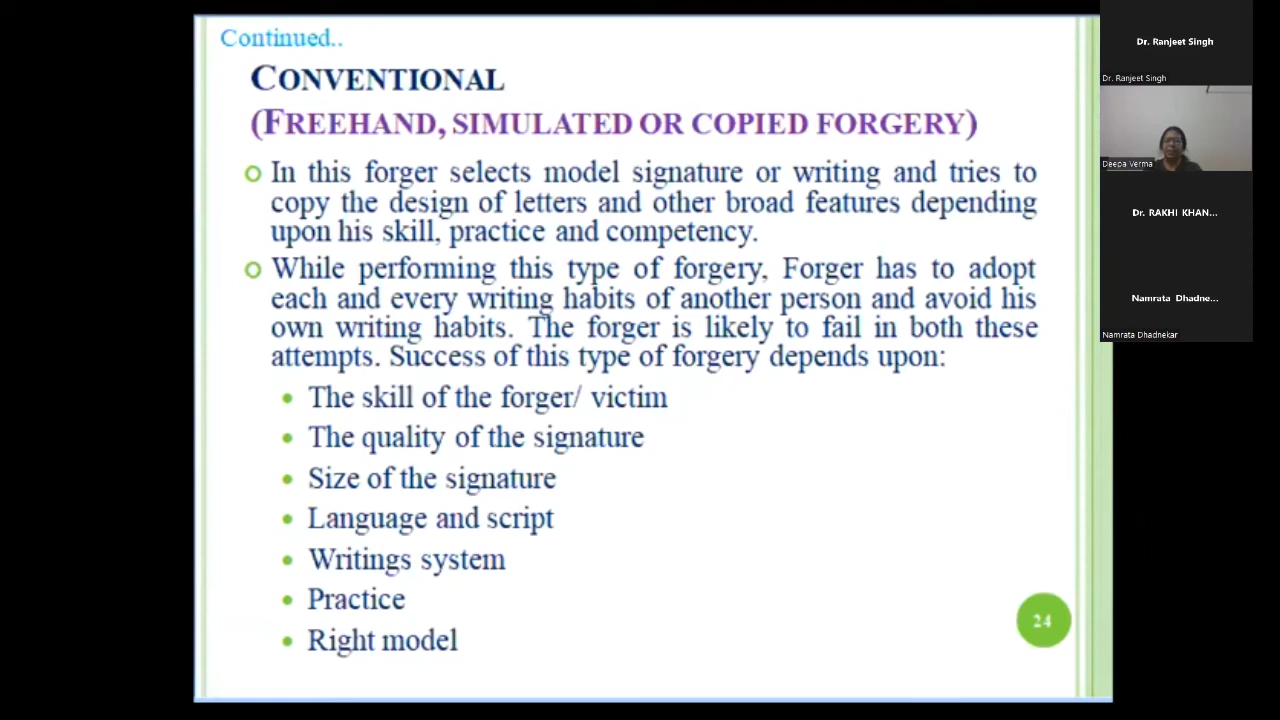 Continued..
CONVENTIONAL
(FREEHAND, SIMULATED OR COPIED FORGERY)
In this forger selects model signature or writing and tries to
copy the design of letters and other broad features depending
upon his skill, practice and competency.
While performing this type of forgery, Forger has to adopt
each and every writing habits of another person and avoid his
own writing habits. The forger is likely to fail in both these
attempts. Success of this type of forgery depends upon:
The skill of the forger/ victim
The quality of the signature
Size of the signature
Language and script
Writings system
Practice
Right model
24
Dr. Ranjeet Singh
Dr. Ranjeet Singh
Deepa Verma
Dr. RAKHI KHAN...
Namrata Dhadne...
Namrata Dhadnekar